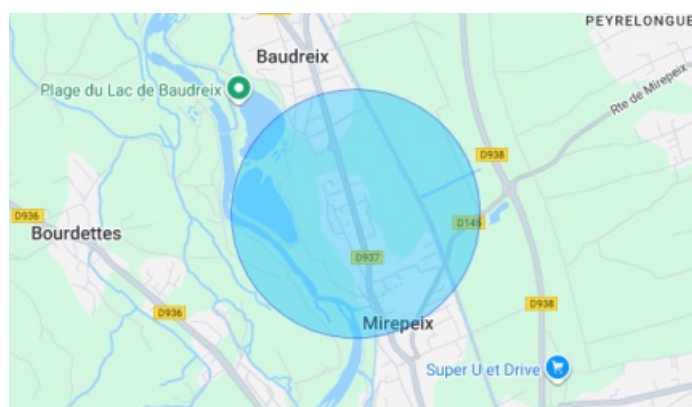 PEYRELONGUE
Baudreix
Plage du Lac de Baudreix
Rte de Mirepeix
D938
D936
D145
Bourdettes
D937
D938
D936
Mirepeix
Super U et Drive